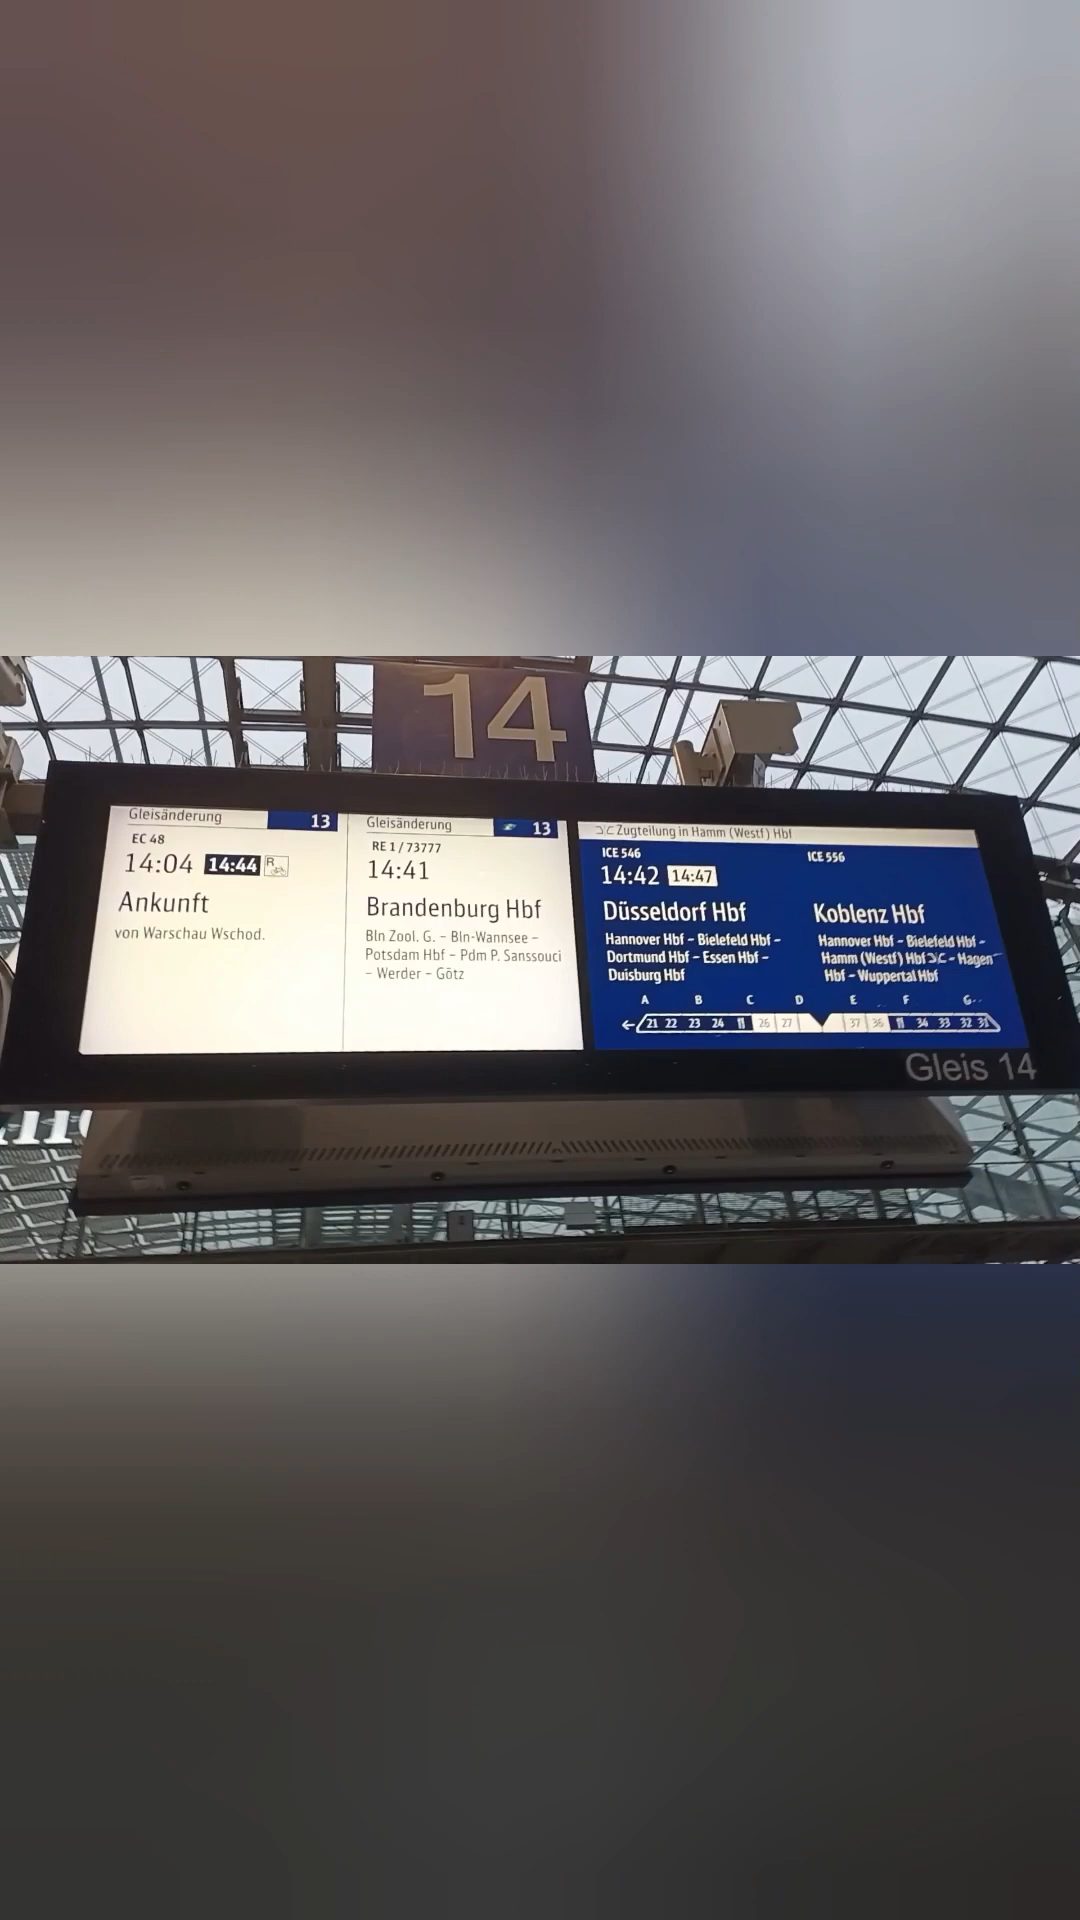 14
Gleisänderung 13
EC 48
14:04 14:44 R
Ankunft
von Warschau Wschod.
Gleisänderung 13
RE 1 / 73777
14:41
Brandenburg Hbf
Bln Zool. G. – Bln-Wannsee –
Potsdam Hbf – Pdm P. Sanssouci
– Werder – Götz
Zugteilung in Hamm (Westf) Hbf
ICE 546
14:42 14:47
Düsseldorf Hbf
Hannover Hbf – Bielefeld Hbf –
Dortmund Hbf – Essen Hbf –
Duisburg Hbf
ICE 556
Koblenz Hbf
Hannover Hbf – Bielefeld Hbf –
Hamm (Westf) Hbf – Hagen
Hbf – Wuppertal Hbf
A B C D E F G
21 22 23 24 26 27 37 36 34 33 32 31
Gleis 14